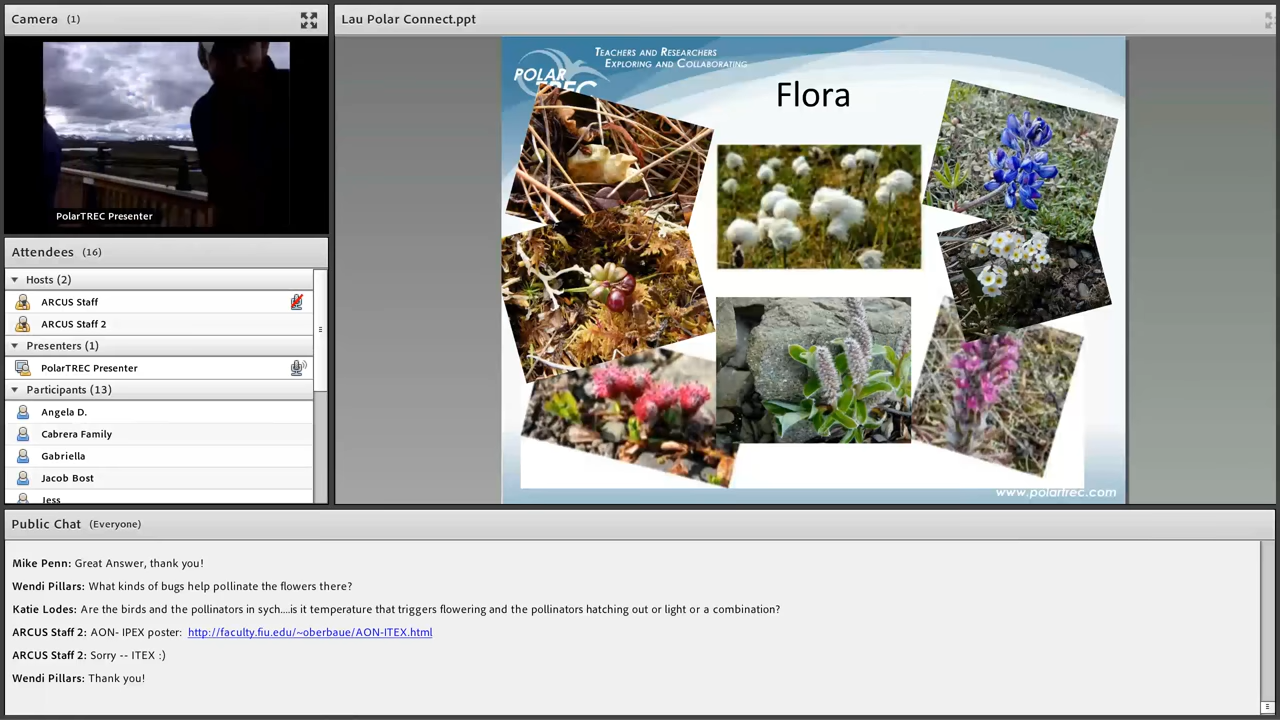 Camera (1)
PolarTREC Presenter
Attendees (16)
Hosts (2)
ARCUS Staff
ARCUS Staff 2
Presenters (1)
PolarTREC Presenter
Participants (13)
Angela D.
Cabrera Family
Gabriella
Jacob Bost
Jess
Lau Polar Connect.ppt
TEACHERS AND RESEARCHERS
EXPLORING AND COLLABORATING
POLAR
TREC
Flora
www.polartrec.com
Public Chat (Everyone)
Mike Penn: Great Answer, thank you!
Wendi Pillars: What kinds of bugs help pollinate the flowers there?
Katie Lodes: Are the birds and the pollinators in sych....is it temperature that triggers flowering and the pollinators hatching out or light or a combination?
ARCUS Staff 2: AON- IPEX poster: http://faculty.fiu.edu/~oberbaue/AON-ITEX.html
ARCUS Staff 2: Sorry -- ITEX :)
Wendi Pillars: Thank you!